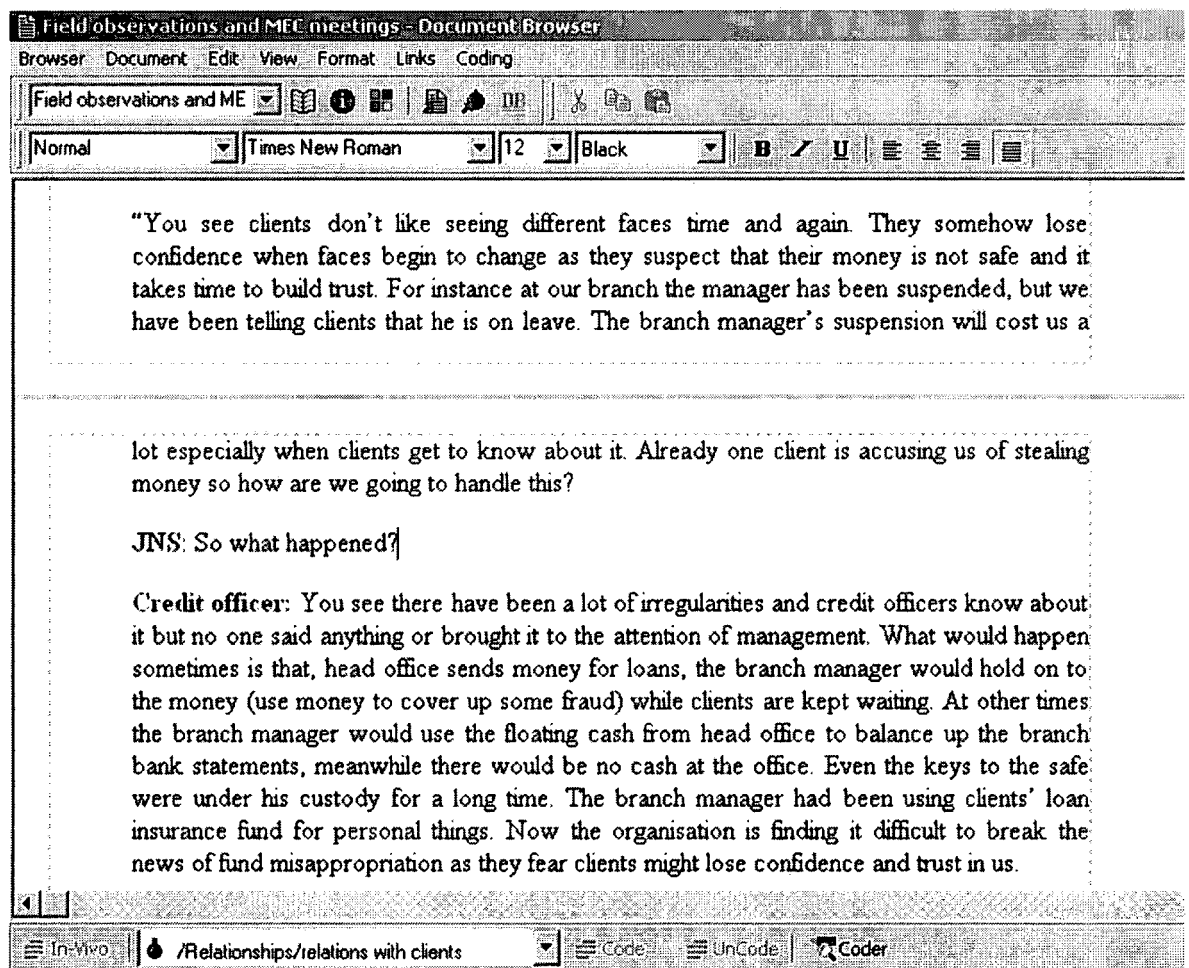 Field observations and MEC meetings - Document Browser
Browser Document Edit View Format Links Coding
Field observations and ME DB
Normal Times New Roman 12 Black B I U
"You see clients don't like seeing different faces time and again. They somehow lose
confidence when faces begin to change as they suspect that their money is not safe and it
takes time to build trust. For instance at our branch the manager has been suspended, but we
have been telling clients that he is on leave. The branch manager's suspension will cost us a
lot especially when clients get to know about it. Already one client is accusing us of stealing
money so how are we going to handle this?
JNS: So what happened?
Credit officer: You see there have been a lot of irregularities and credit officers know about
it but no one said anything or brought it to the attention of management. What would happen
sometimes is that, head office sends money for loans, the branch manager would hold on to
the money (use money to cover up some fraud) while clients are kept waiting. At other times
the branch manager would use the floating cash from head office to balance up the branch
bank statements, meanwhile there would be no cash at the office. Even the keys to the safe
were under his custody for a long time. The branch manager had been using clients' loan
insurance fund for personal things. Now the organisation is finding it difficult to break the
news of fund misappropriation as they fear clients might lose confidence and trust in us.
In-Vivo /Relationships/relations with clients Code UnCode Coder